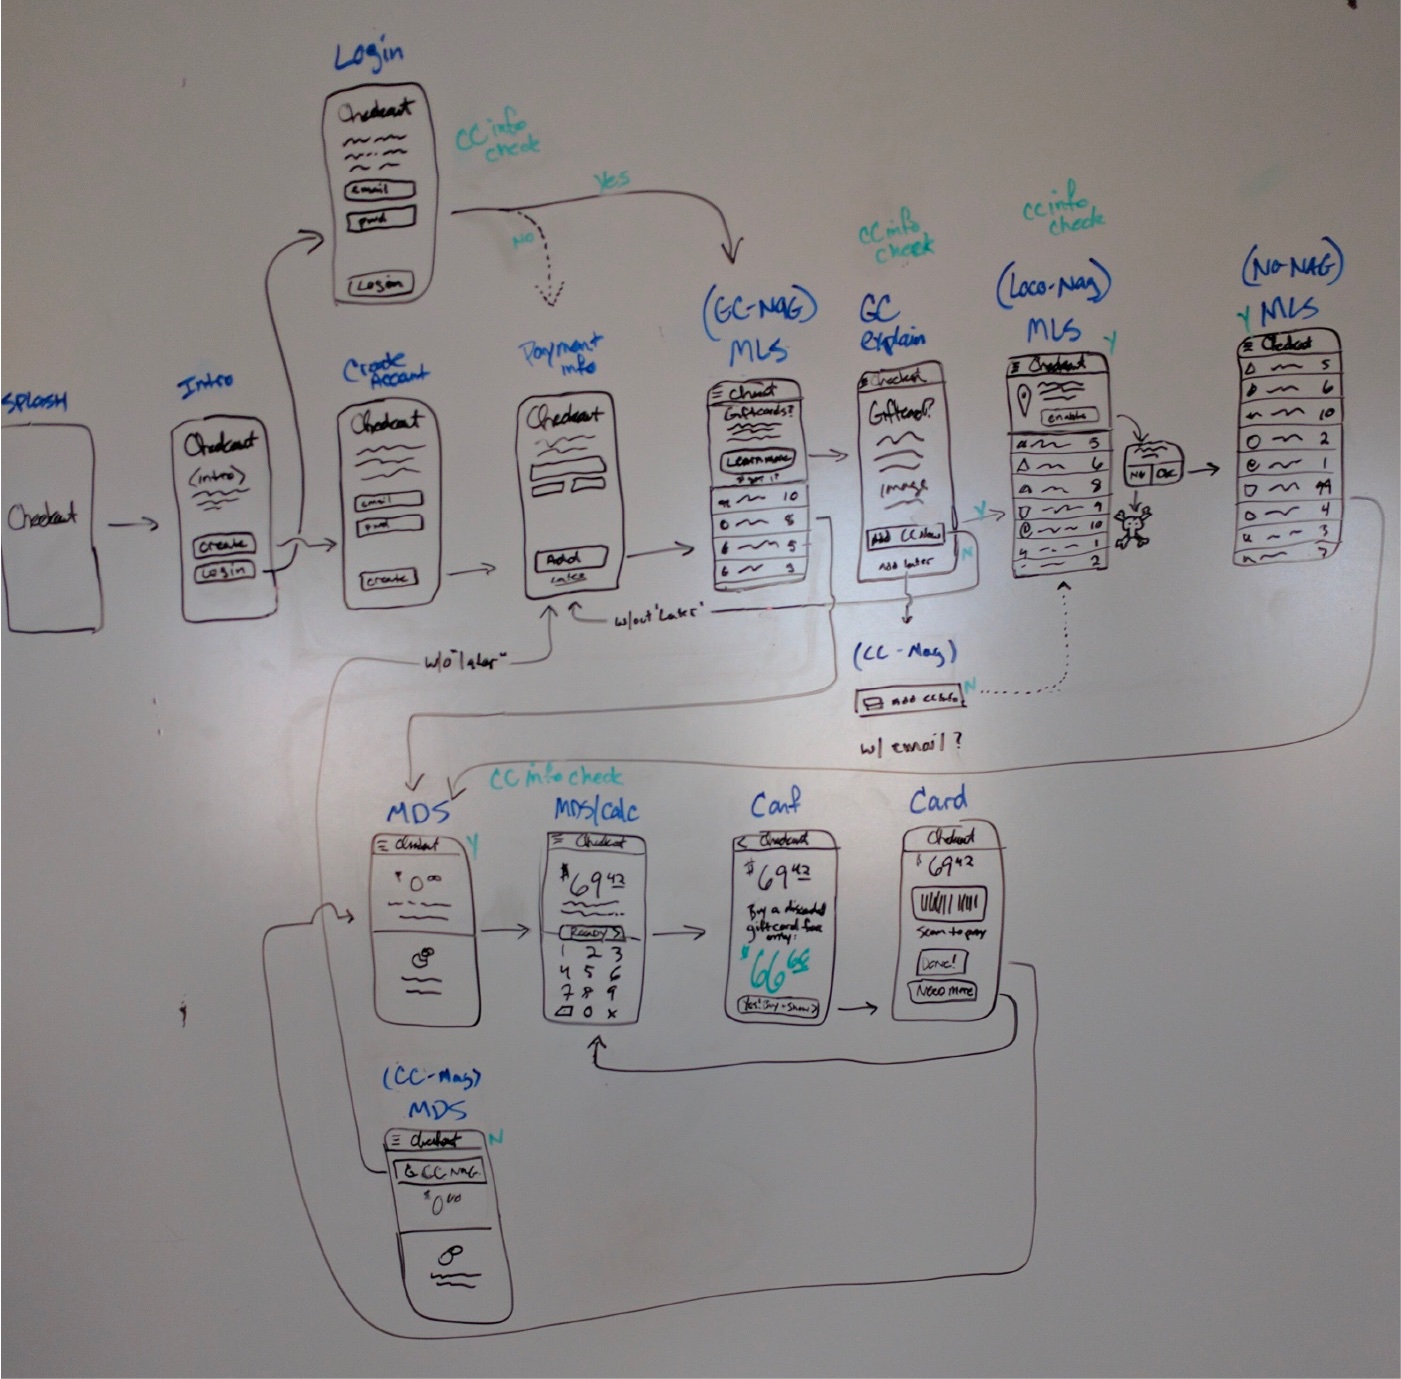 Login
Checkout
email
pwd
Login
CC info
check
Yes
NO
SPLASH
Checkout
Intro
Checkout
(intro)
create
Login
Create
Account
Checkout
email
pwd
create
Payment
info
Checkout
Add
later
(GC-NAG)
MLS
Giftcards?
Learn more
10
8
5
3
CC info
check
GC
explain
Checkout
Giftcard?
image
Add CC Now
Add later
Y
N
CC info
check
(Loco-Nag)
MLS
Y
Checkout
enable
5
6
8
9
10
1
2
NO OK
(NO-NAG)
Y MLS
Checkout
5
6
10
2
1
99
4
3
7
w/out "Later"
w/o "later"
(CC-Nag)
Add CC info
N
w/ email?
MDS
Y
Checkout
$0.00
CC info check
MDS/calc
Checkout
$69.42
Ready >
1 2 3
4 5 6
7 8 9
0 x
Conf
< Checkout
$69.42
Buy a discounted
giftcard for
only:
$66.68
Yes! Buy + Show >
Card
Checkout
$69.42
Scan to pay
Done!
Need more
(CC-Nag)
MDS
N
Checkout
CC NAG
$0.00